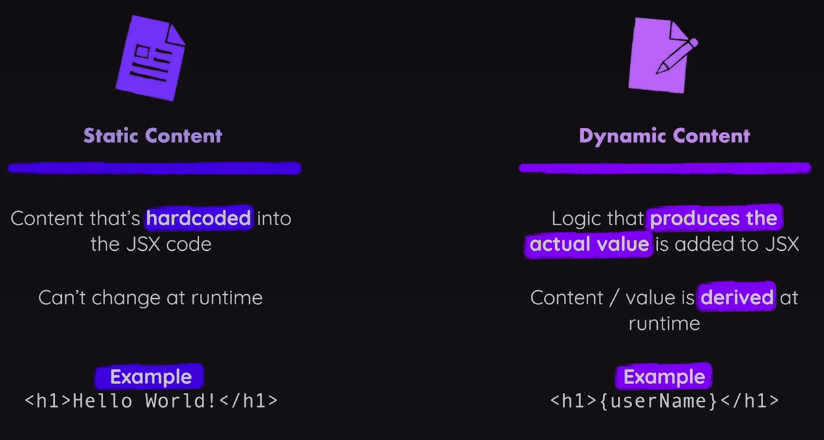 Static Content
Content that's hardcoded into
the JSX code
Can't change at runtime
Example
<h1>Hello World!</h1>
Dynamic Content
Logic that produces the
actual value is added to JSX
Content / value is derived at
runtime
Example
<h1>{userName}</h1>